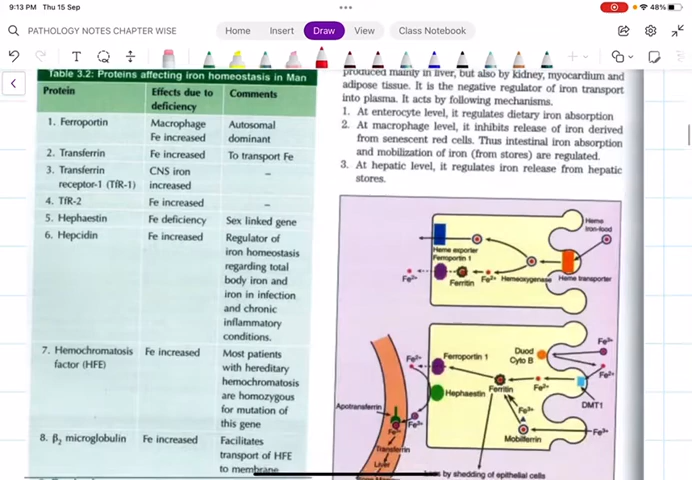 9:13 PM Thu 15 Sep
48%
PATHOLOGY NOTES CHAPTER WISE
Home Insert Draw View Class Notebook
Table 3.2: Proteins affecting iron homeostasis in Man
Protein Effects due to deficiency Comments
1. Ferroportin Macrophage Fe increased Autosomal dominant
2. Transferrin Fe increased To transport Fe
3. Transferrin receptor-1 (TfR-1) CNS iron increased –
4. TfR-2 Fe increased –
5. Hephaestin Fe deficiency Sex linked gene
6. Hepcidin Fe increased Regulator of
iron homeostasis
regarding total
body iron and
iron in infection
and chronic
inflammatory
conditions.
7. Hemochromatosis factor (HFE) Fe increased Most patients
with hereditary
hemochromatosis
are homozygous
for mutation of
this gene
8. β2 microglobulin Fe increased Facilitates
transport of HFE
to membrane
produced mainly in liver, but also by kidney, myocardium and
adipose tissue. It is the negative regulator of iron transport
into plasma. It acts by following mechanisms.
1. At enterocyte level, it regulates dietary iron absorption
2. At macrophage level, it inhibits release of iron derived
from senescent red cells. Thus intestinal iron absorption
and mobilization of iron (from stores) are regulated.
3. At hepatic level, it regulates iron release from hepatic
stores.
Heme
Iron-food
Heme exporter
Ferroportin 1
Fe2+ Ferritin Fe2+ Hemeoxygenase Heme transporter
Fe3+
Fe2+ Ferroportin 1 Duod
Cyto B
Fe2+
Hephaestin Ferritin Fe2+
DMT1
Apotransferrin
Fe3+ Fe3+
Mobilferrin Fe3+
Transferrin
Liver
by shedding of epithelial cells